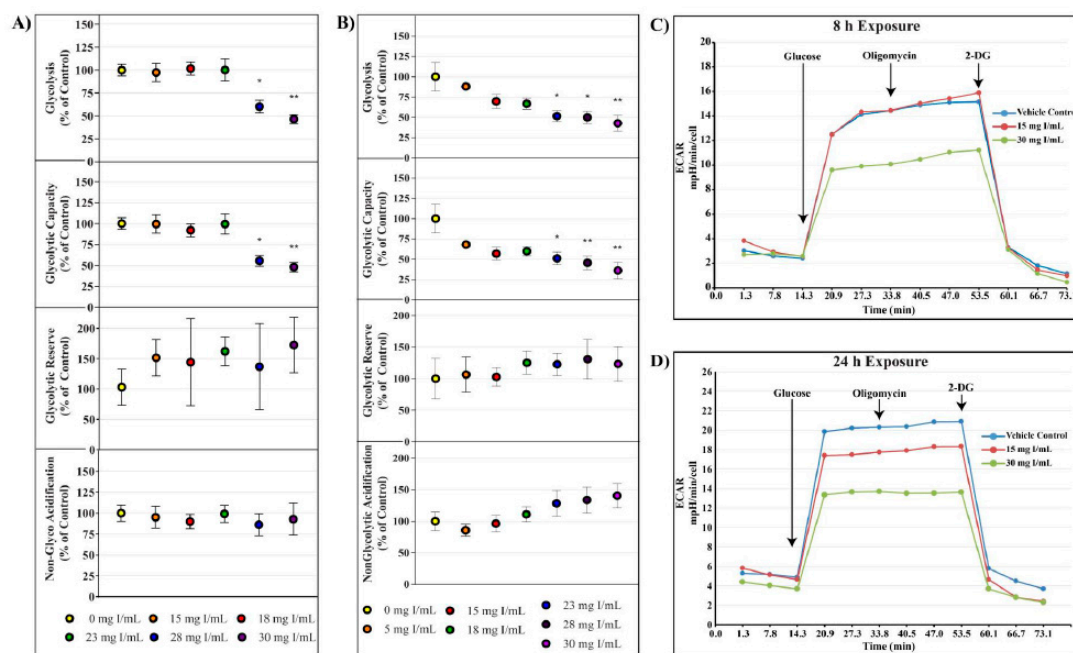 A)
Glycolysis
(% of Control)
150
125
100
75
50
25
0
*
**
Glycolytic Capacity
(% of Control)
150
125
100
75
50
25
0
*
**
Glycolytic Reserve
(% of Control)
200
150
100
50
0
Non-Glyco Acidification
(% of Control)
150
125
100
75
50
25
0
0 mg I/mL 15 mg I/mL 18 mg I/mL
23 mg I/mL 28 mg I/mL 30 mg I/mL
B)
Glycolysis
(% of Control)
150
125
100
75
50
25
0
* * **
Glycolytic Capacity
(% of Control)
150
125
100
75
50
25
0
* ** **
Glycolytic Reserve
(% of Control)
200
150
100
50
0
NonGlycolytic Acidification
(% of Control)
200
150
100
50
0
0 mg I/mL 15 mg I/mL 23 mg I/mL
5 mg I/mL 18 mg I/mL 28 mg I/mL
30 mg I/mL
C)
8 h Exposure
ECAR
mpH/min/cell
20
18
16
14
12
10
8
6
4
2
0
Glucose
Oligomycin
2-DG
Vehicle Control
15 mg I/mL
30 mg I/mL
0.0 1.3 7.8 14.3 20.9 27.3 33.8 40.5 47.0 53.5 60.1 66.7 73.1
Time (min)
D)
24 h Exposure
ECAR
mpH/min/cell
26
24
22
20
18
16
14
12
10
8
6
4
2
0
Glucose
Oligomycin
2-DG
Vehicle Control
15 mg I/mL
30 mg I/mL
0.0 1.3 7.8 14.3 20.9 27.3 33.8 40.5 47.0 53.5 60.1 66.7 73.1
Time (min)